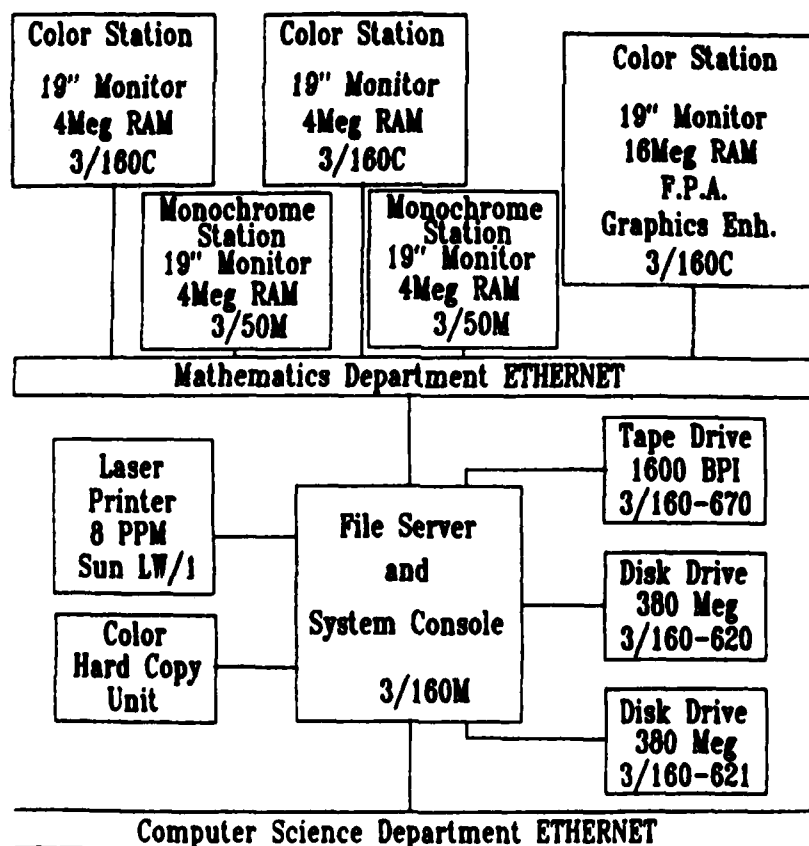 Color Station
19" Monitor
4Meg RAM
3/160C
Color Station
19" Monitor
4Meg RAM
3/160C
Color Station
19" Monitor
16Meg RAM
F.P.A.
Graphics Enh.
3/160C
Monochrome
Station
19" Monitor
4Meg RAM
3/50M
Monochrome
Station
19" Monitor
4Meg RAM
3/50M
Mathematics Department ETHERNET
Laser
Printer
8 PPM
Sun LW/1
Color
Hard Copy
Unit
File Server
and
System Console
3/160M
Tape Drive
1600 BPI
3/160-670
Disk Drive
380 Meg
3/160-620
Disk Drive
380 Meg
3/160-621
Computer Science Department ETHERNET